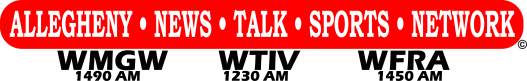 ALLEGHENY • NEWS • TALK • SPORTS • NETWORK
©
WMGW WTIV WFRA
1490 AM 1230 AM 1450 AM